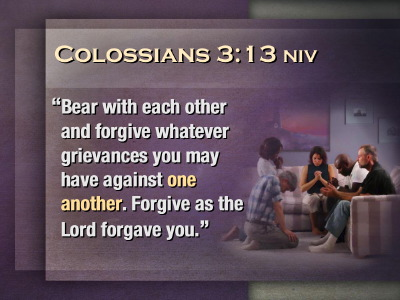 COLOSSIANS 3:13 NIV
“Bear with each other
and forgive whatever
grievances you may
have against one
another. Forgive as the
Lord forgave you.”